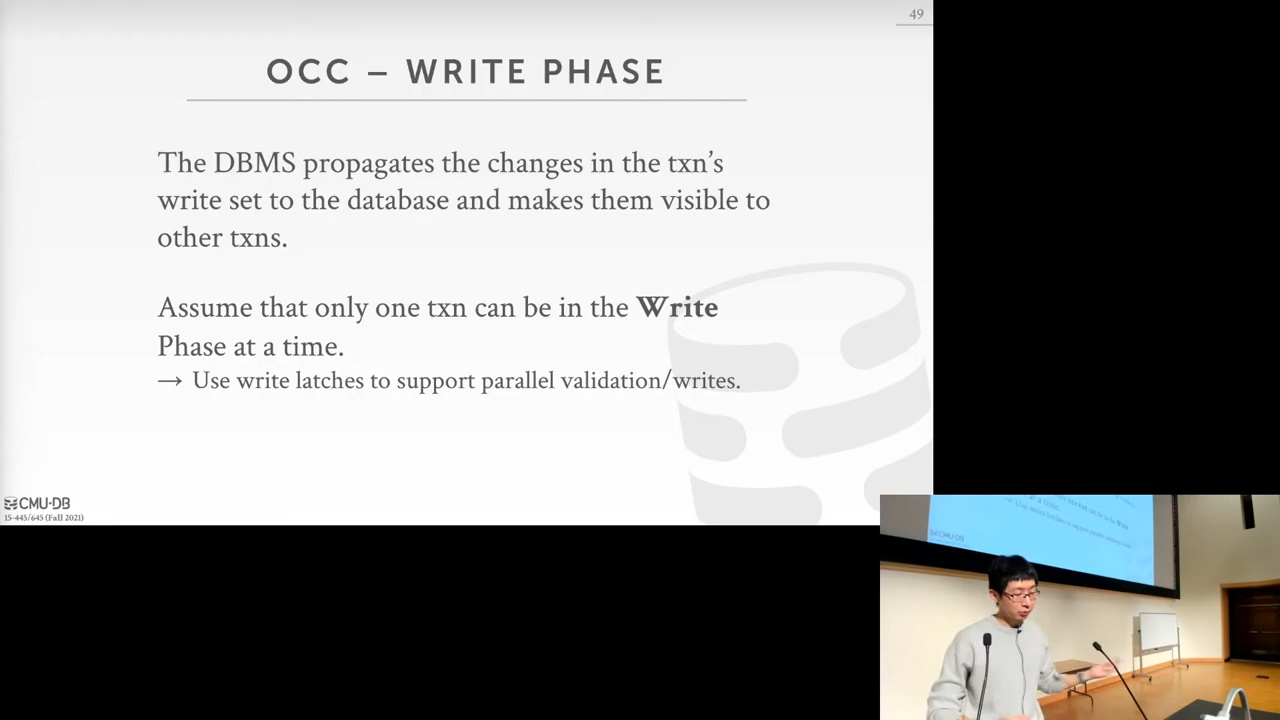 49
OCC – WRITE PHASE
The DBMS propagates the changes in the txn’s
write set to the database and makes them visible to
other txns.
Assume that only one txn can be in the Write
Phase at a time.
→ Use write latches to support parallel validation/writes.
CMU·DB
15-445/645 (Fall 2021)